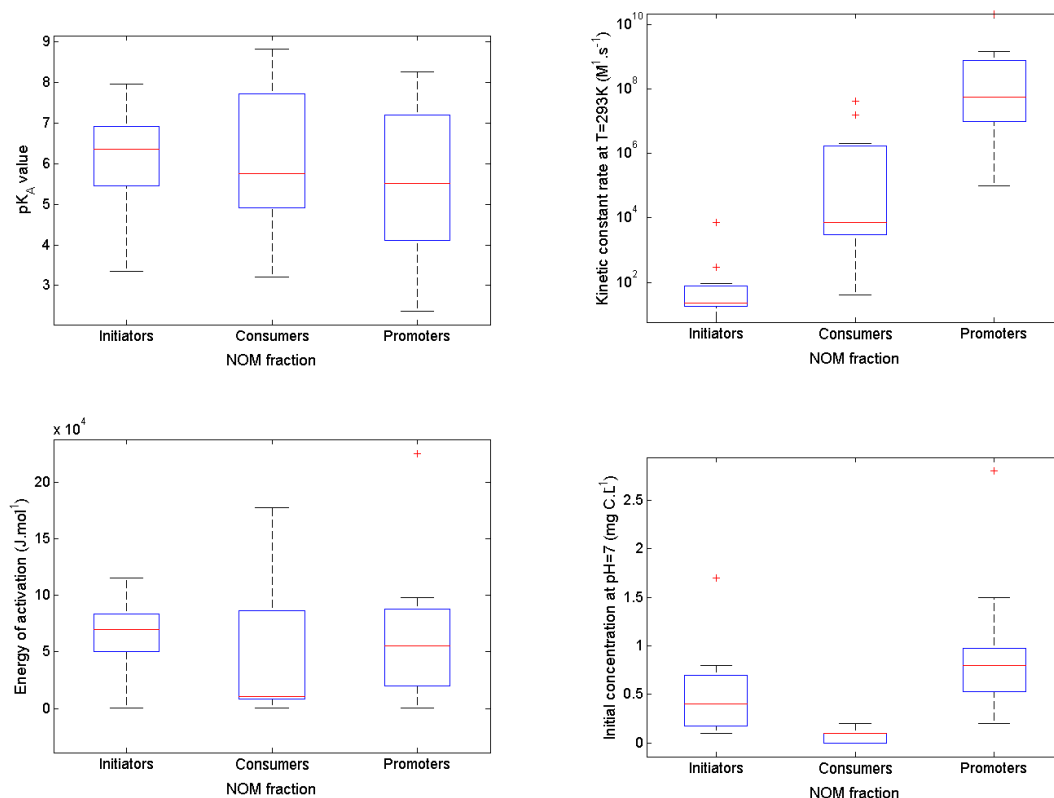 9
8
7
6
5
4
3
pK_A value
Initiators Consumers Promoters
NOM fraction
10^10
10^8
10^6
10^4
10^2
Kinetic constant rate at T=293K (M^1.s^-1)
Initiators Consumers Promoters
NOM fraction
x 10^4
20
15
10
5
0
Energy of activation (J.mol^1)
Initiators Consumers Promoters
NOM fraction
2.5
2
1.5
1
0.5
0
Initial concentration at pH=7 (mg C.L^1)
Initiators Consumers Promoters
NOM fraction